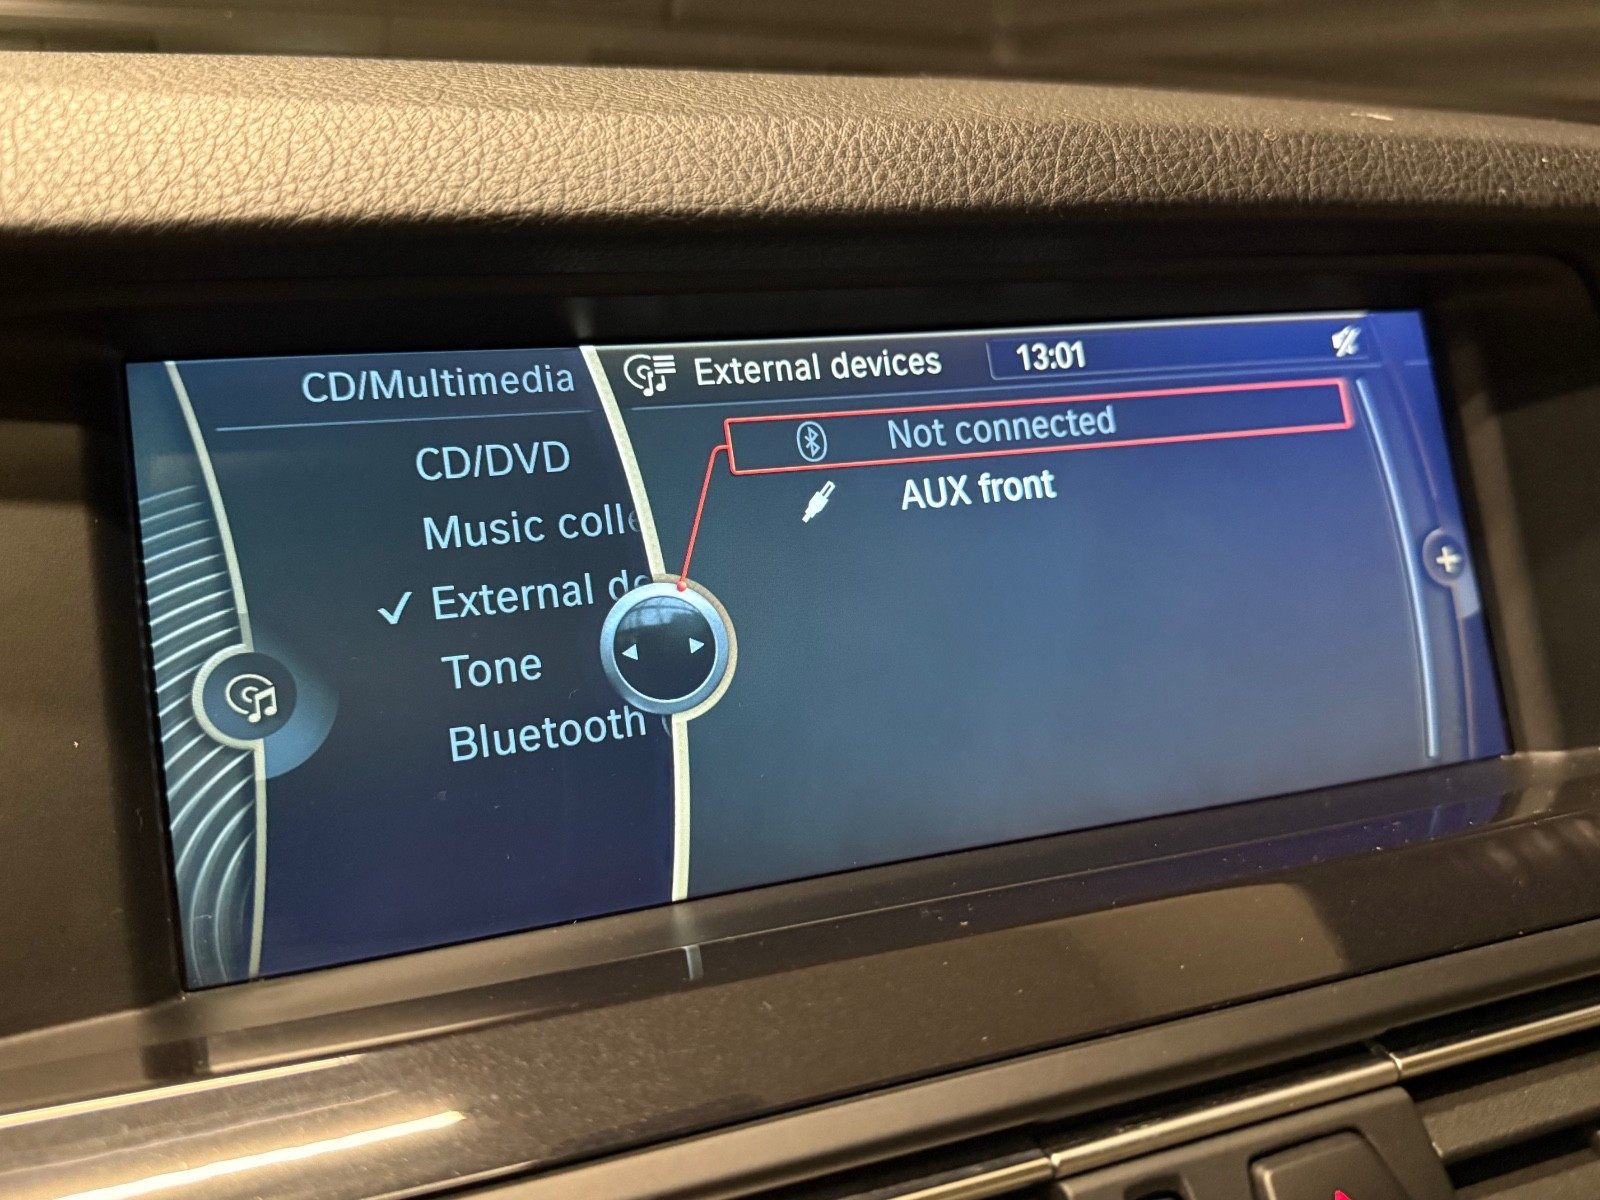 CD/Multimedia
CD/DVD
Music colle
External de
Tone
Bluetooth
External devices 13:01
Not connected
AUX front